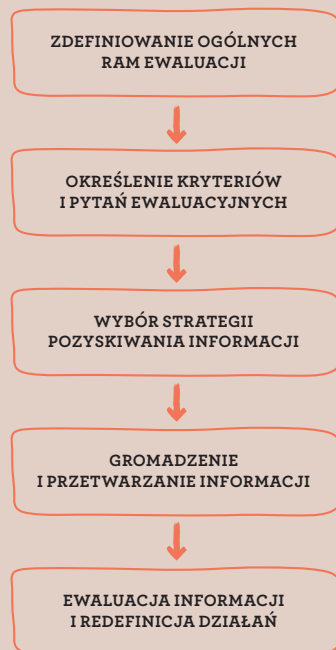 ZDEFINIOWANIE OGÓLNYCH
RAM EWALUACJI
OKREŚLENIE KRYTERIÓW
I PYTAŃ EWALUACYJNYCH
WYBÓR STRATEGII
POZYSKIWANIA INFORMACJI
GROMADZENIE
I PRZETWARZANIE INFORMACJI
EWALUACJA INFORMACJI
I REDEFINICJA DZIAŁAŃ